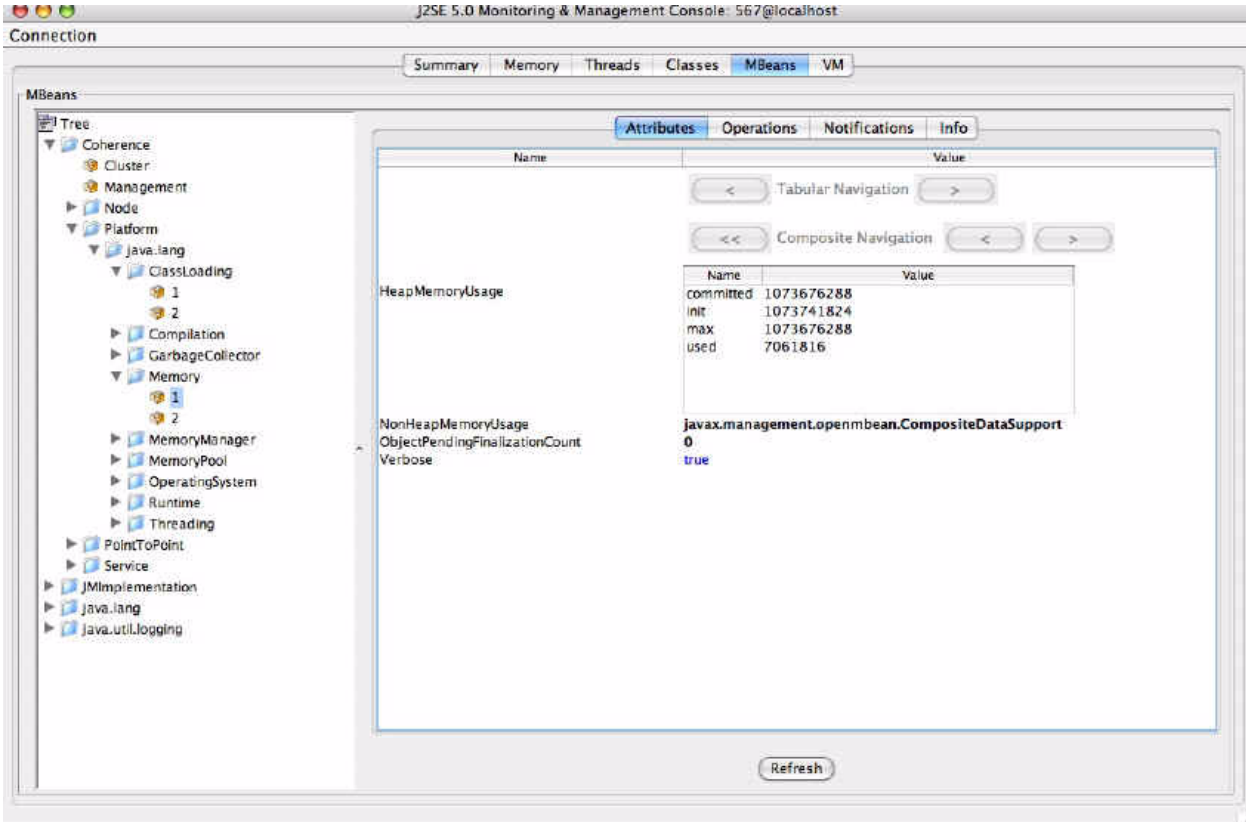 J2SE 5.0 Monitoring & Management Console: 567@localhost
Connection
Summary Memory Threads Classes MBeans VM
MBeans
Tree
Coherence
Cluster
Management
Node
Platform
java.lang
ClassLoading
1
2
Compilation
GarbageCollector
Memory
1
2
MemoryManager
MemoryPool
OperatingSystem
Runtime
Threading
PointToPoint
Service
JMImplementation
java.lang
java.util.logging
Attributes Operations Notifications Info
Name Value
< Tabular Navigation >
<< Composite Navigation < >
HeapMemoryUsage
Name Value
committed 1073676288
init 1073741824
max 1073676288
used 7061816
NonHeapMemoryUsage javax.management.openmbean.CompositeDataSupport
ObjectPendingFinalizationCount 0
Verbose true
Refresh